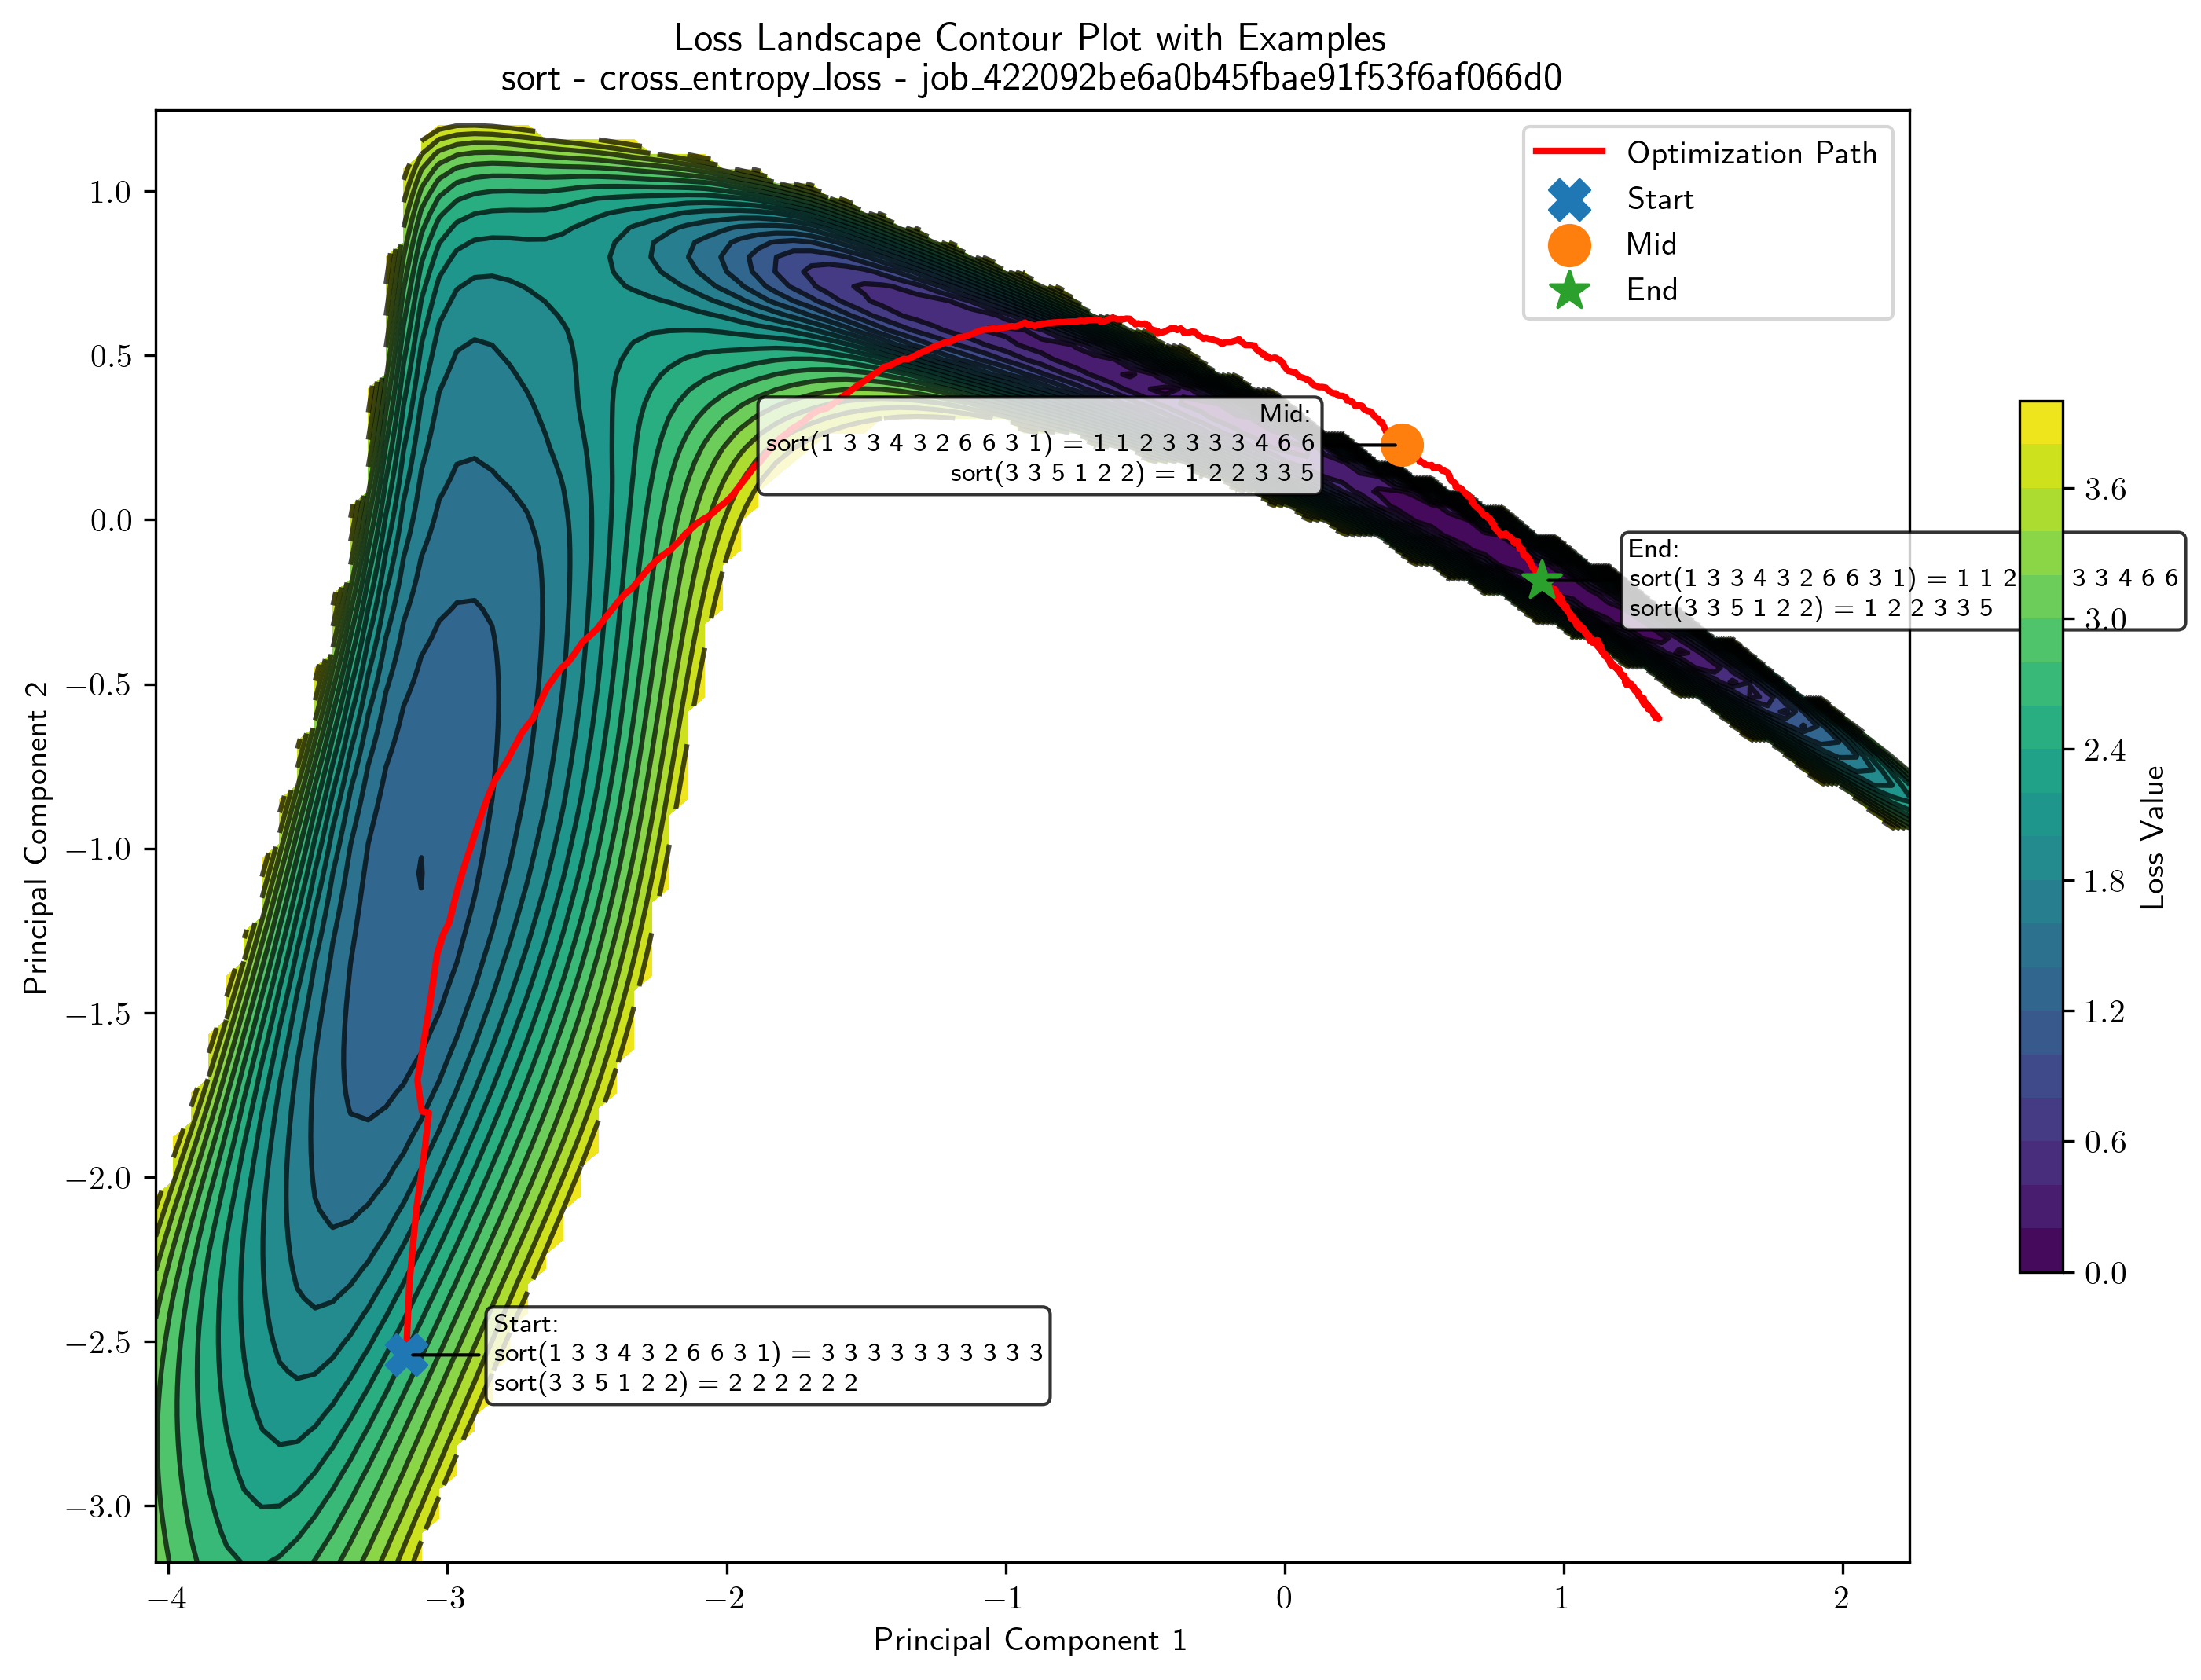 Loss Landscape Contour Plot with Examples
sort - cross_entropy_loss - job_422092be6a0b45fbae91f53f6af066d0
Optimization Path
Start
Mid
End
Mid:
sort(1 3 3 4 3 2 6 6 3 1) = 1 1 2 3 3 3 3 4 6 6
sort(3 3 5 1 2 2) = 1 2 2 3 3 5
End:
sort(1 3 3 4 3 2 6 6 3 1) = 1 1 2 3 3 4 6 6
sort(3 3 5 1 2 2) = 1 2 2 3 3 5
Start:
sort(1 3 3 4 3 2 6 6 3 1) = 3 3 3 3 3 3 3 3 3 3
sort(3 3 5 1 2 2) = 2 2 2 2 2 2
1.0
0.5
0.0
−0.5
−1.0
−1.5
−2.0
−2.5
−3.0
Principal Component 2
−4
−3
−2
−1
0
1
2
Principal Component 1
3.6
3.0
2.4
1.8
1.2
0.6
0.0
Loss Value